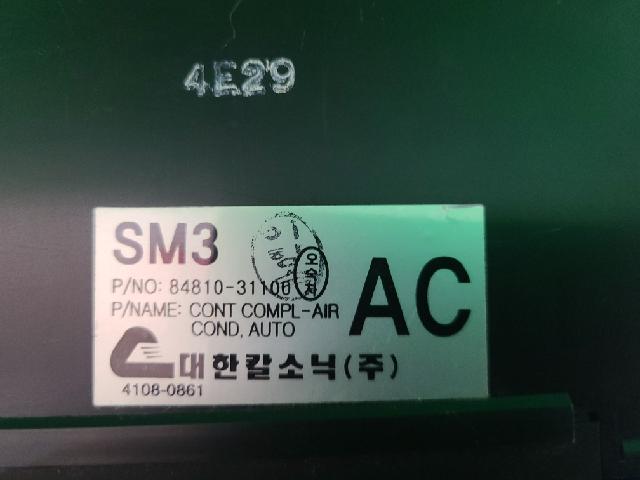 4E29
SM3
P/NO: 84810-31100
P/NAME: CONT COMPL-AIR
COND, AUTO
AC
대한칼소닉(주)
4108-0861